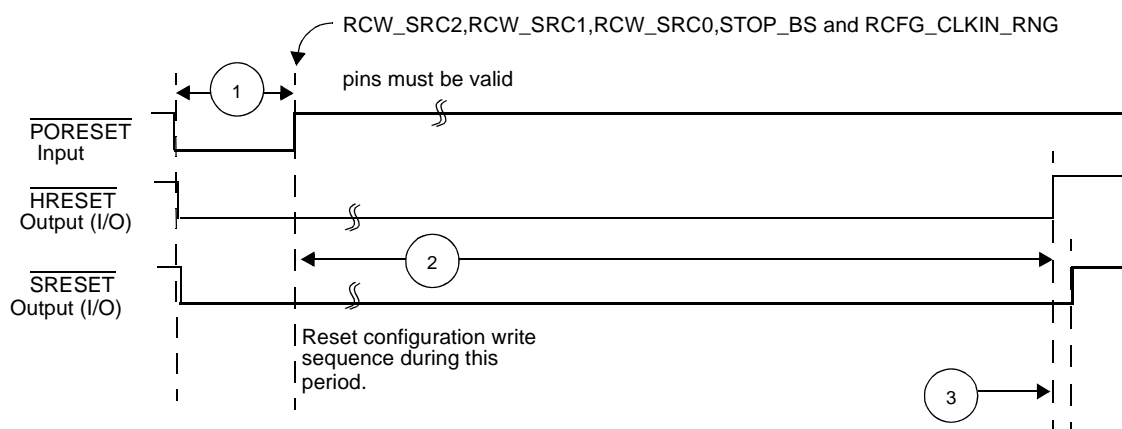 RCW_SRC2,RCW_SRC1,RCW_SRC0,STOP_BS and RCFG_CLKIN_RNG
pins must be valid
1
PORESET
Input
HRESET
Output (I/O)
2
SRESET
Output (I/O)
Reset configuration write
sequence during this
period.
3